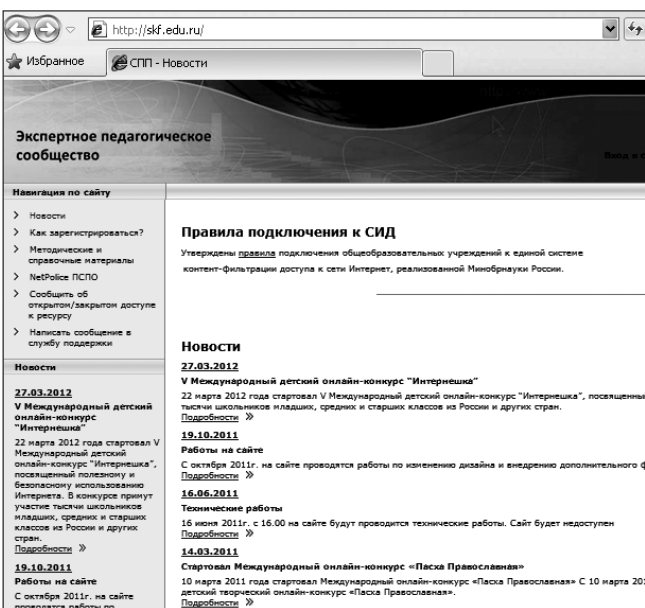 http://skf.edu.ru/
Избранное
СПП - Новости
Экспертное педагогическое
сообщество
Вход в
Навигация по сайту
Новости
Как зарегистрироваться?
Методические и
справочные материалы
NetPolice ПСПО
Сообщить об
открытом/закрытом доступе
к ресурсу
Написать сообщение в
службу поддержки
Новости
27.03.2012
V Международный детский
онлайн-конкурс
"Интернешка"
22 марта 2012 года стартовал V
Международный детский
онлайн-конкурс "Интернешка",
посвященный полезному и
безопасному использованию
Интернета. В конкурсе примут
участие тысячи школьников
младших, средних и старших
классов из России и других
стран.
Подробности »
19.10.2011
Работы на сайте
С октября 2011г. на сайте
проводятся работы по
Правила подключения к СИД
Утверждены правила подключения общеобразовательных учреждений к единой системе
контент-фильтрации доступа к сети Интернет, реализованной Минобрнауки России.
Новости
27.03.2012
V Международный детский онлайн-конкурс "Интернешка"
22 марта 2012 года стартовал V Международный детский онлайн-конкурс "Интернешка", посвященны
тысячи школьников младших, средних и старших классов из России и других стран.
Подробности »
19.10.2011
Работы на сайте
С октября 2011г. на сайте проводятся работы по изменению дизайна и внедрению дополнительного ф
Подробности »
16.06.2011
Технические работы
16 июня 2011г. с 16.00 на сайте будут проводится технические работы. Сайт будет недоступен
Подробности »
14.03.2011
Стартовал Международный онлайн-конкурс «Пасха Православная»
10 марта 2011 года стартовал Международный онлайн-конкурс «Пасха Православная» С 10 марта 201
детский творческий онлайн-конкурс «Пасха Православная».
Подробности »